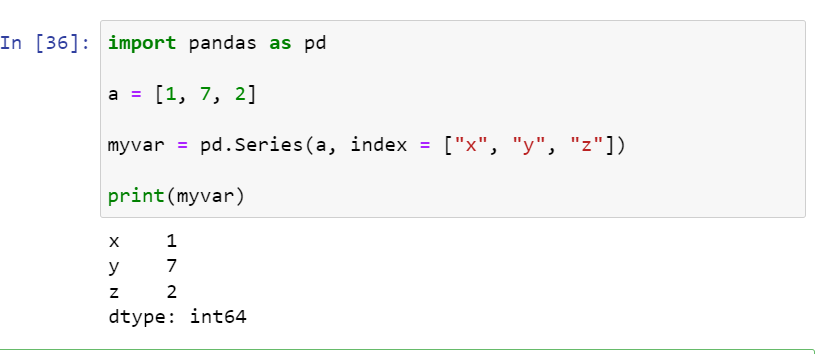 In [36]: import pandas as pd
a = [1, 7, 2]
myvar = pd.Series(a, index = ["x", "y", "z"])
print(myvar)
x    1
y    7
z    2
dtype: int64